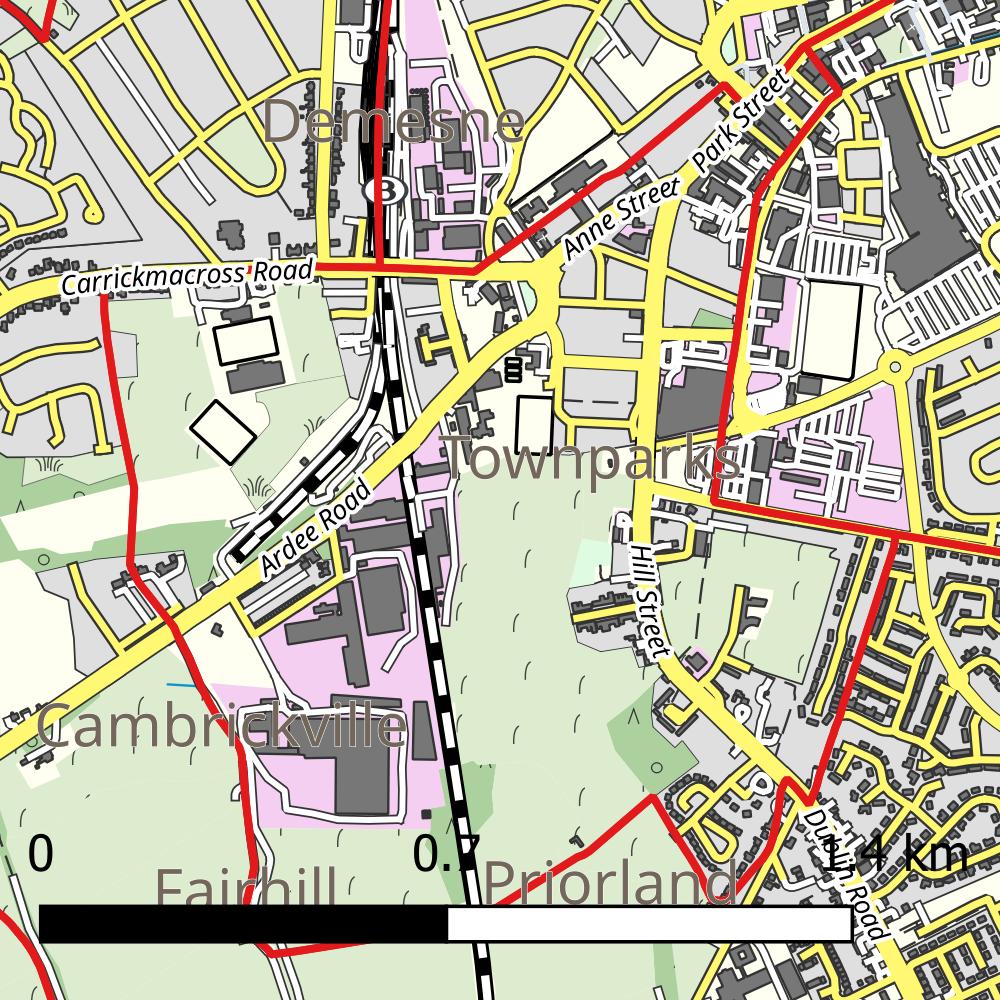 Demesne
Park Street
3
Anne Street
Carrickmacross Road
Townparks
Ardee Road
Hill Street
Cambrickville
Dublin Road
0
0.7
1.4 km
Fairhill
Priorland